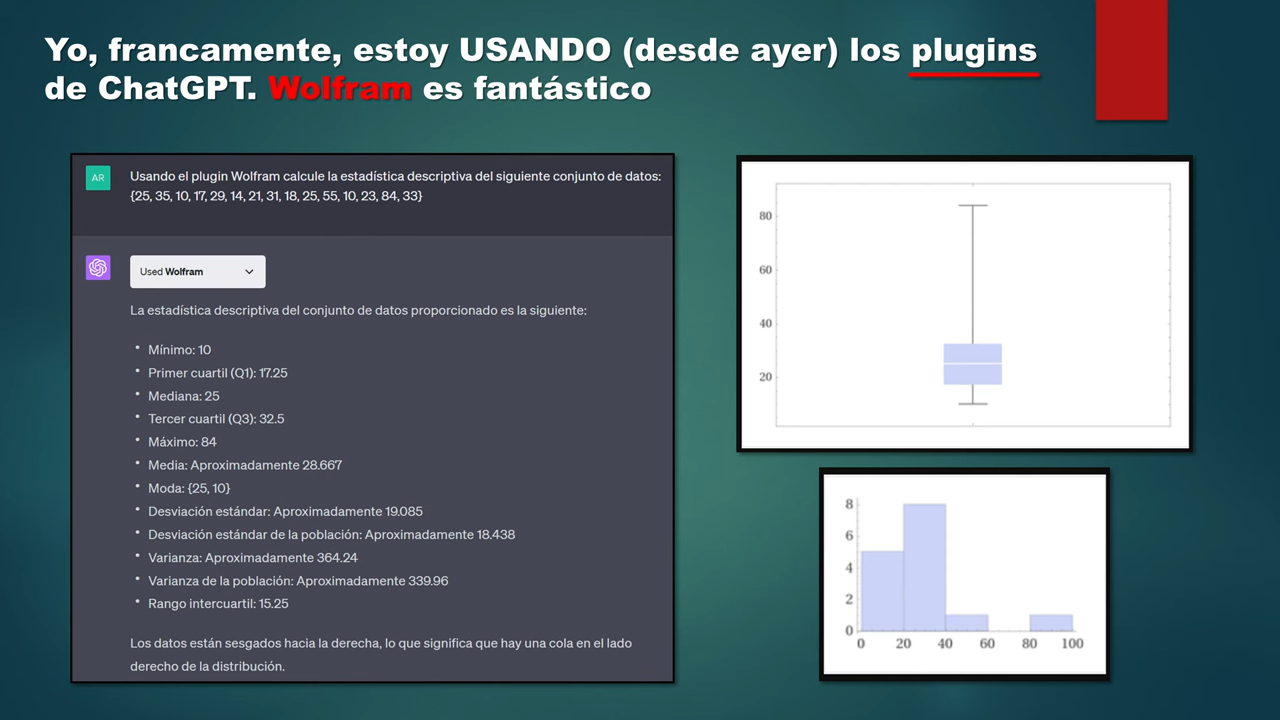 Yo, francamente, estoy USANDO (desde ayer) los plugins
de ChatGPT. Wolfram es fantástico
AR
Usando el plugin Wolfram calcule la estadística descriptiva del siguiente conjunto de datos:
{25, 35, 10, 17, 29, 14, 21, 31, 18, 25, 55, 10, 23, 84, 33}
Used Wolfram
La estadística descriptiva del conjunto de datos proporcionado es la siguiente:
• Mínimo: 10
• Primer cuartil (Q1): 17.25
• Mediana: 25
• Tercer cuartil (Q3): 32.5
• Máximo: 84
• Media: Aproximadamente 28.667
• Moda: {25, 10}
• Desviación estándar: Aproximadamente 19.085
• Desviación estándar de la población: Aproximadamente 18.438
• Varianza: Aproximadamente 364.24
• Varianza de la población: Aproximadamente 339.96
• Rango intercuartil: 15.25
Los datos están sesgados hacia la derecha, lo que significa que hay una cola en el lado
derecho de la distribución.
80
60
40
20
8
6
4
2
0
0 20 40 60 80 100